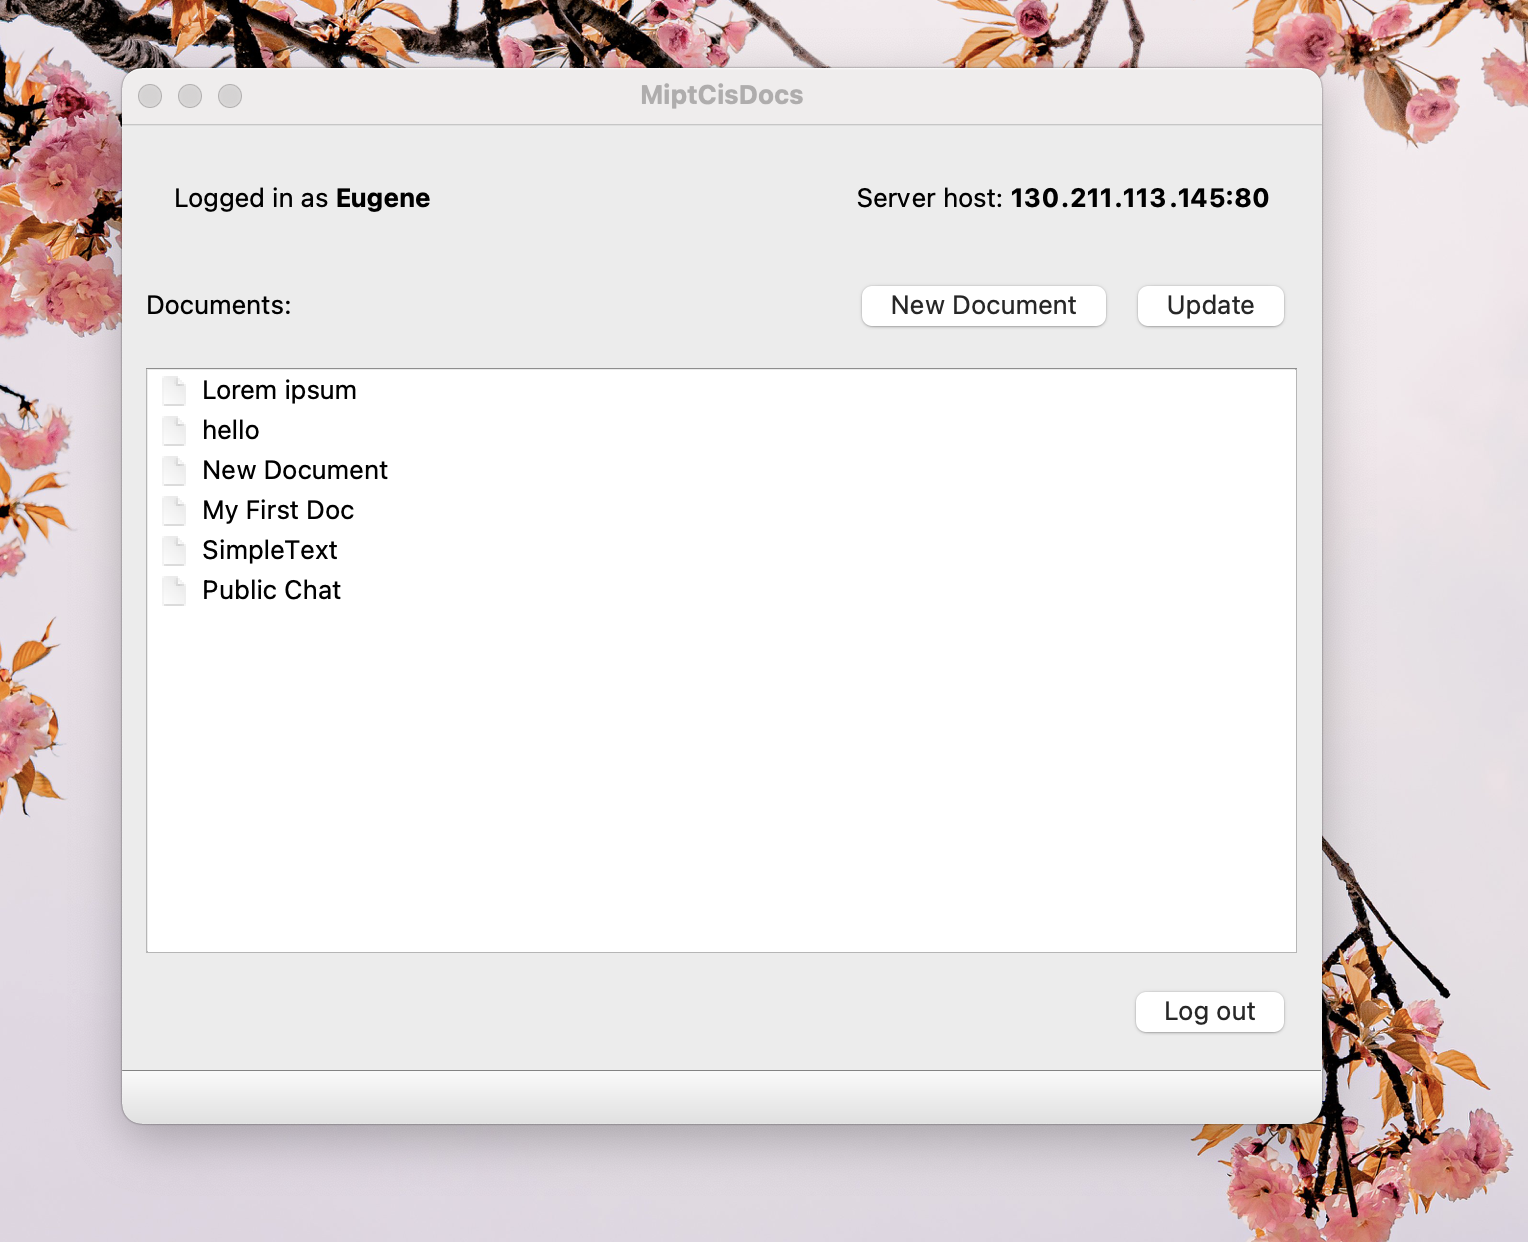 MiptCisDocs
Logged in as Eugene
Server host: 130.211.113.145:80
Documents:
New Document
Update
Lorem ipsum
hello
New Document
My First Doc
SimpleText
Public Chat
Log out